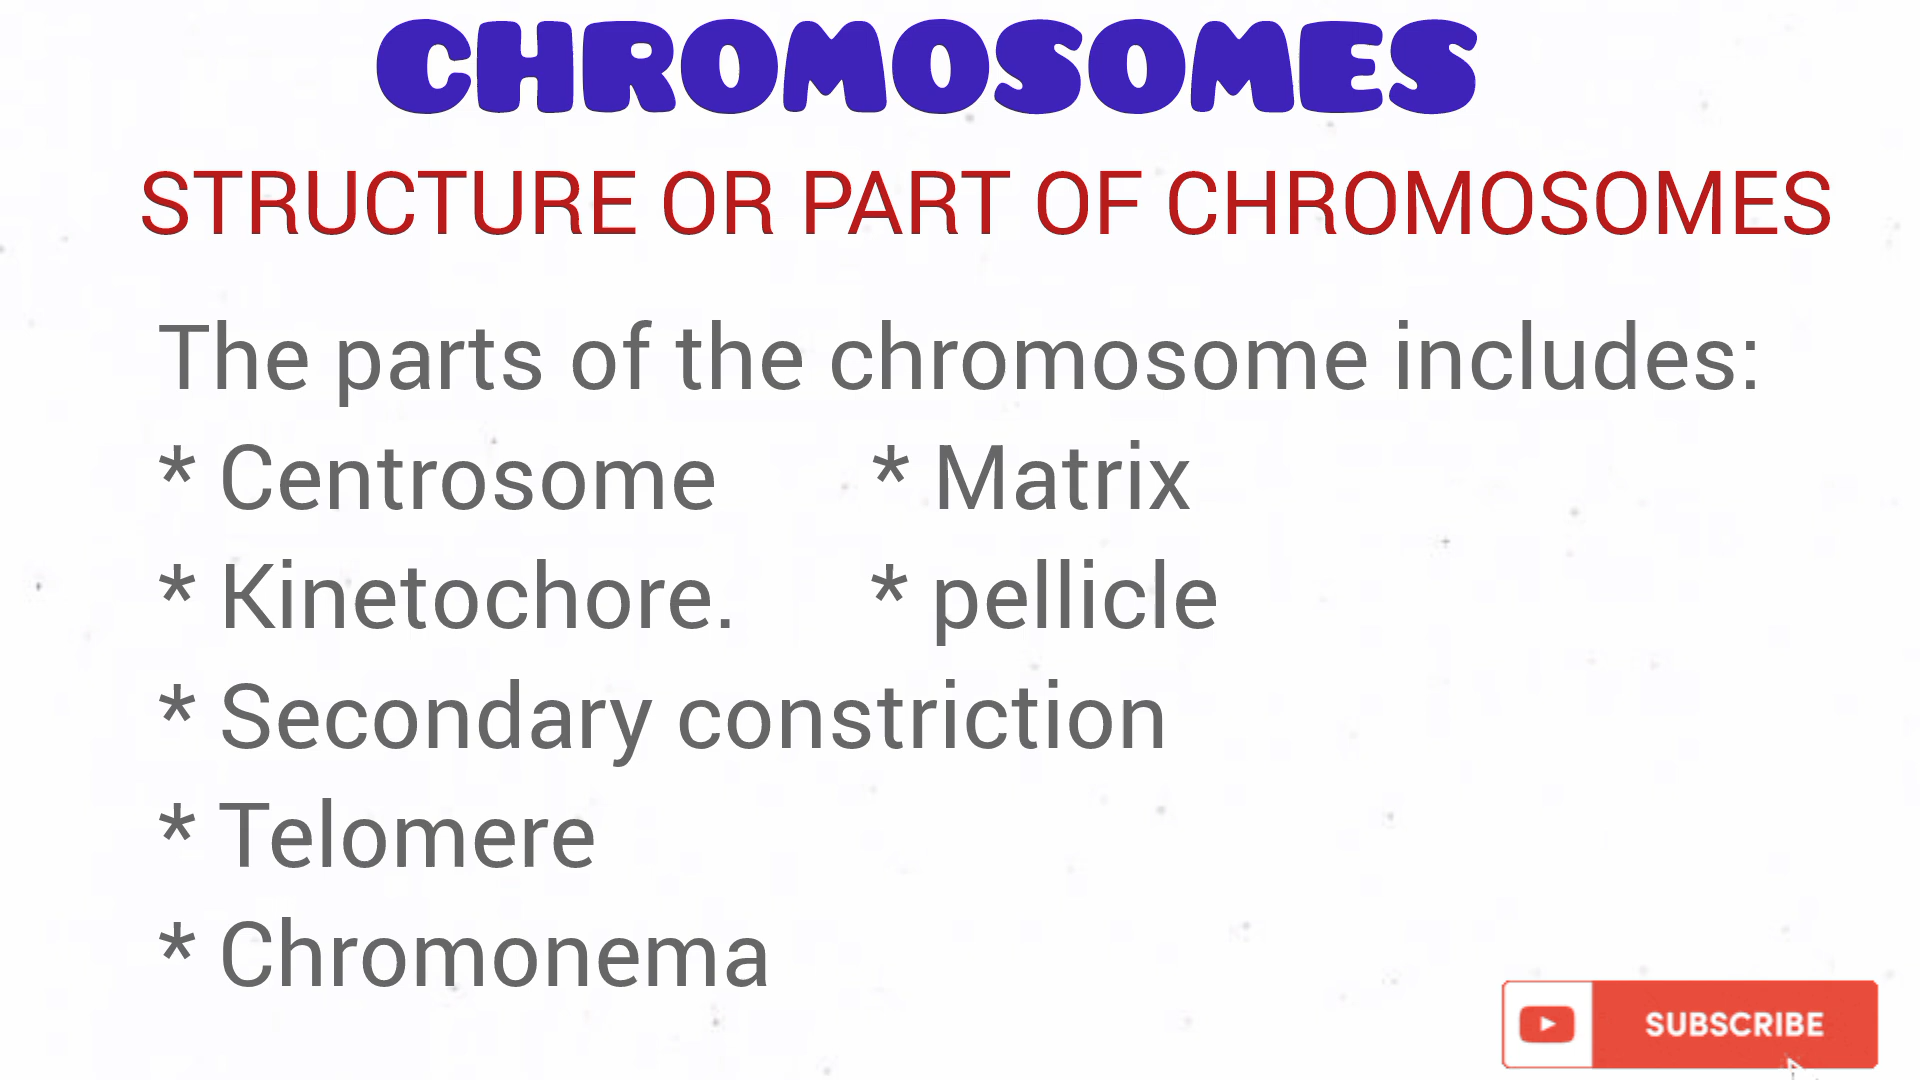 CHROMOSOMES
STRUCTURE OR PART OF CHROMOSOMES
The parts of the chromosome includes:
* Centrosome * Matrix
* Kinetochore. * pellicle
* Secondary constriction
* Telomere
* Chromonema
SUBSCRIBE